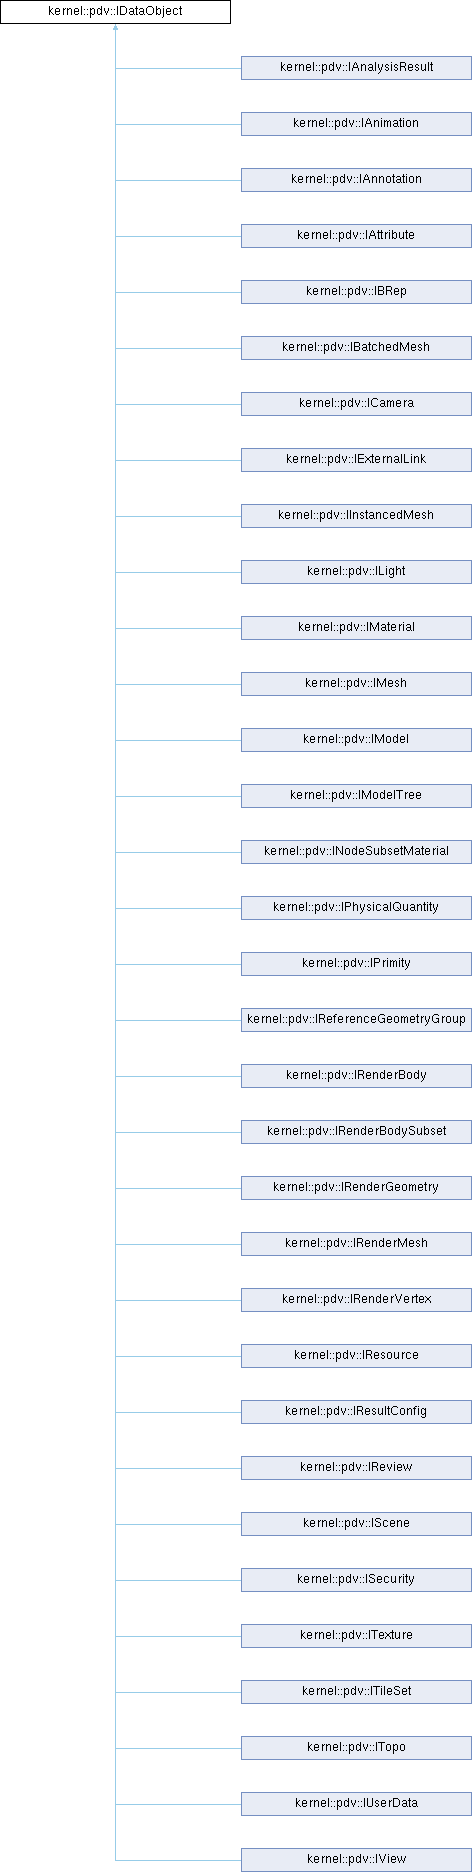 kernel::pdv::IDataObject
kernel::pdv::IAnalysisResult
kernel::pdv::IAnimation
kernel::pdv::IAnnotation
kernel::pdv::IAttribute
kernel::pdv::IBRep
kernel::pdv::IBatchedMesh
kernel::pdv::ICamera
kernel::pdv::IExternalLink
kernel::pdv::IInstancedMesh
kernel::pdv::ILight
kernel::pdv::IMaterial
kernel::pdv::IMesh
kernel::pdv::IModel
kernel::pdv::IModelTree
kernel::pdv::INodeSubsetMaterial
kernel::pdv::IPhysicalQuantity
kernel::pdv::IPrimity
kernel::pdv::IReferenceGeometryGroup
kernel::pdv::IRenderBody
kernel::pdv::IRenderBodySubset
kernel::pdv::IRenderGeometry
kernel::pdv::IRenderMesh
kernel::pdv::IRenderVertex
kernel::pdv::IResource
kernel::pdv::IResultConfig
kernel::pdv::IReview
kernel::pdv::IScene
kernel::pdv::ISecurity
kernel::pdv::ITexture
kernel::pdv::ITileSet
kernel::pdv::ITopo
kernel::pdv::IUserData
kernel::pdv::IView